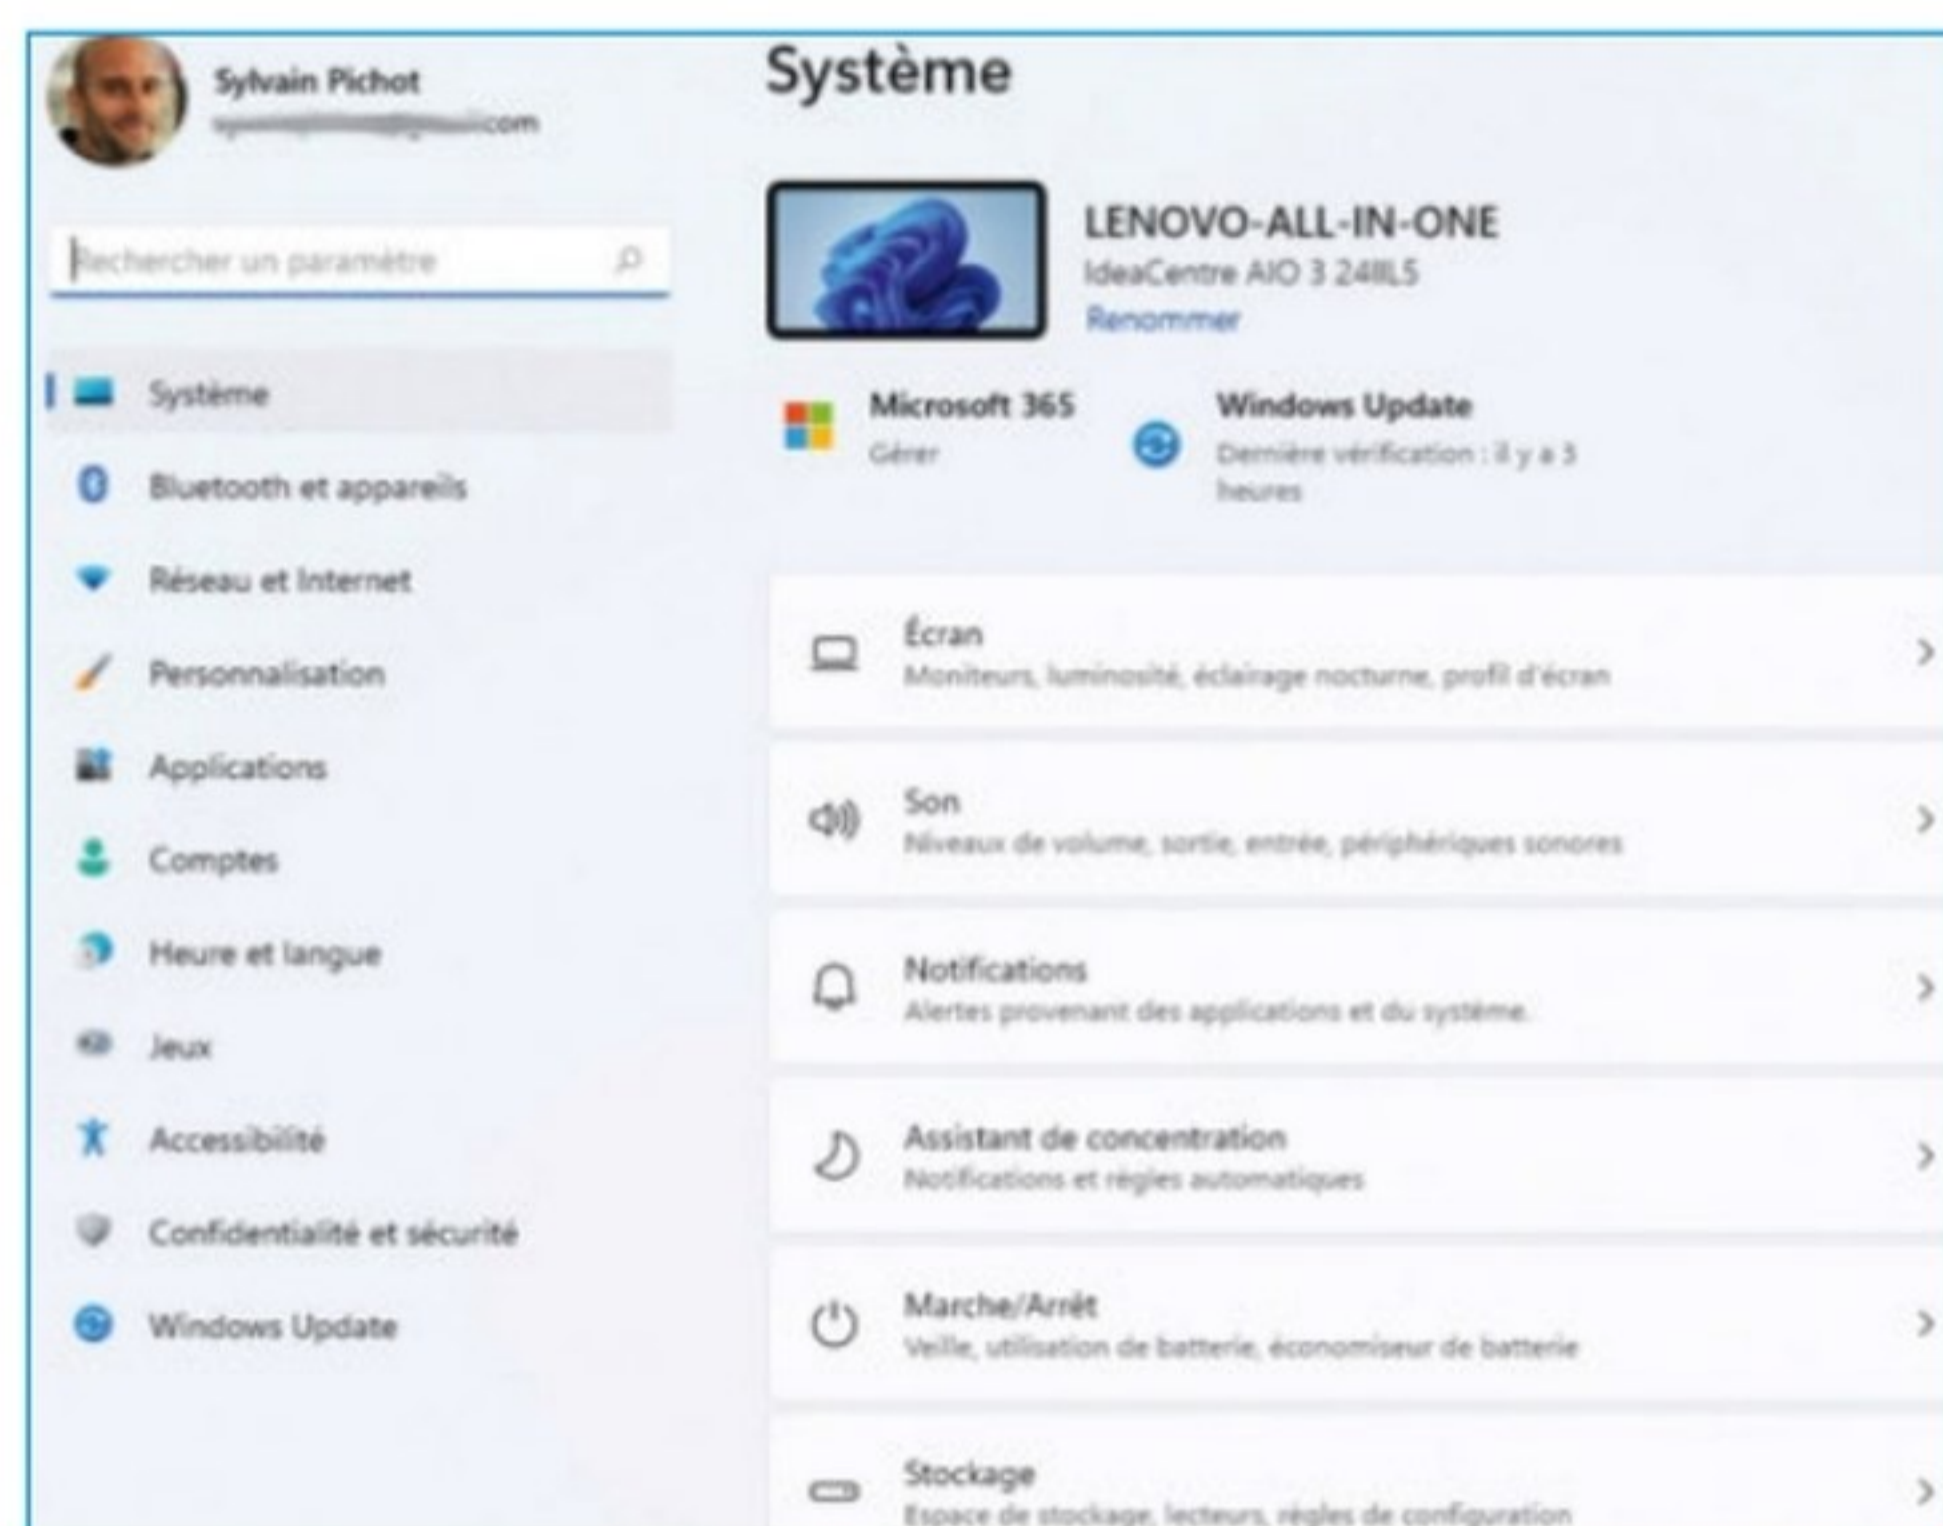 Sylvain Pichot
com
Rechercher un paramètre
Système
Bluetooth et appareils
Réseau et Internet
Personnalisation
Applications
Comptes
Heure et langue
Jeux
Accessibilité
Confidentialité et sécurité
Windows Update
Système
LENOVO-ALL-IN-ONE
IdeaCentre AIO 3
Renommer
Microsoft 365
Gérer
Windows Update
Dernière vérification : il y a 3
heures
Écran
Moniteurs, luminosité, éclairage nocturne, profil d'écran
Son
Niveaux de volume, sortie, entrée, périphériques sonores
Notifications
Alertes provenant des applications et du système.
Assistant de concentration
Notifications et règles automatiques
Marche/Arrêt
Veille, utilisation de batterie, économiseur de batterie
Stockage
Espace de stockage, lecteurs, règles de configuration